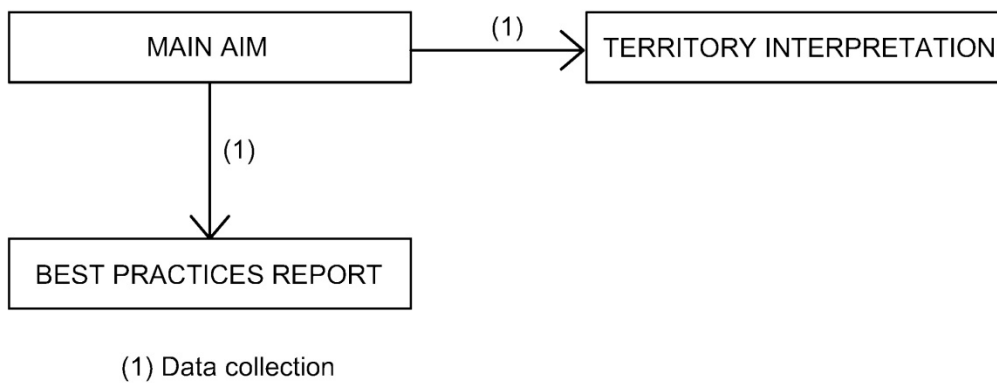 MAIN AIM
(1)
TERRITORY INTERPRETATION
(1)
BEST PRACTICES REPORT
(1) Data collection